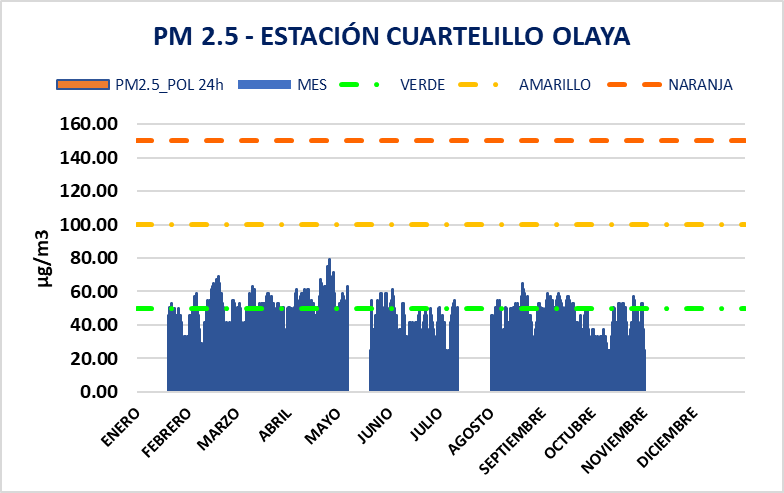 PM 2.5 - ESTACIÓN CUARTELILLO OLAYA
PM2.5_POL 24h MES VERDE AMARILLO NARANJA
160.00
140.00
120.00
100.00
80.00
60.00
40.00
20.00
0.00
µg/m3
ENERO
FEBRERO
MARZO
ABRIL
MAYO
JUNIO
JULIO
AGOSTO
SEPTIEMBRE
OCTUBRE
NOVIEMBRE
DICIEMBRE